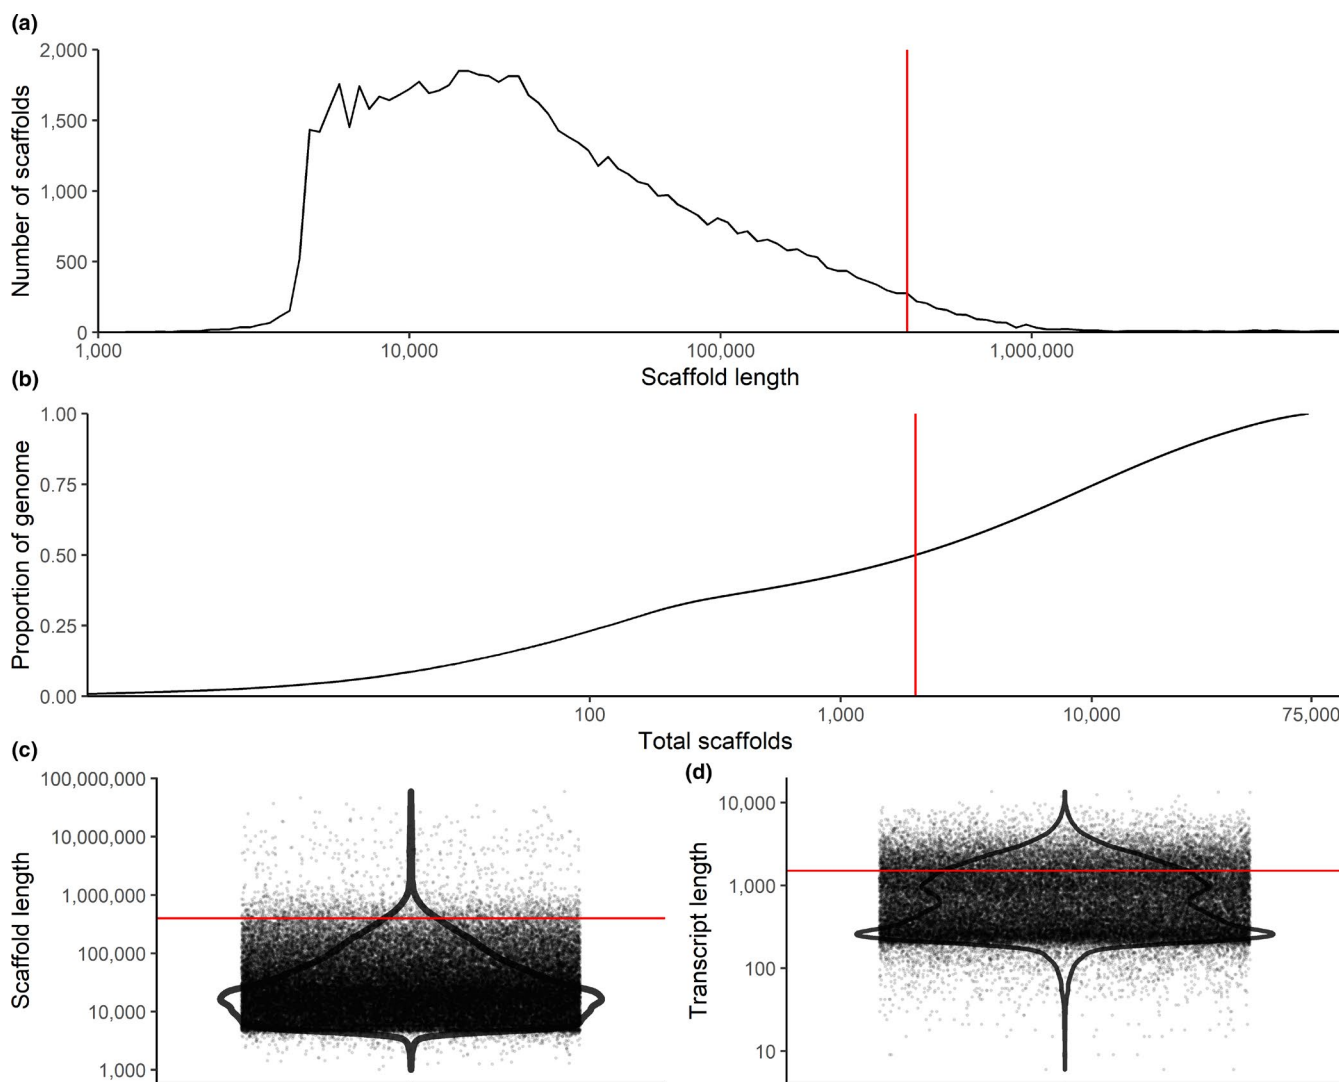 (a)
2,000
1,500
1,000
500
0
Number of scaffolds
1,000
10,000
100,000
1,000,000
Scaffold length
(b)
1.00
0.75
0.50
0.25
0.00
Proportion of genome
100
1,000
10,000
75,000
Total scaffolds
(c)
100,000,000
10,000,000
1,000,000
100,000
10,000
1,000
Scaffold length
(d)
10,000
1,000
100
10
Transcript length